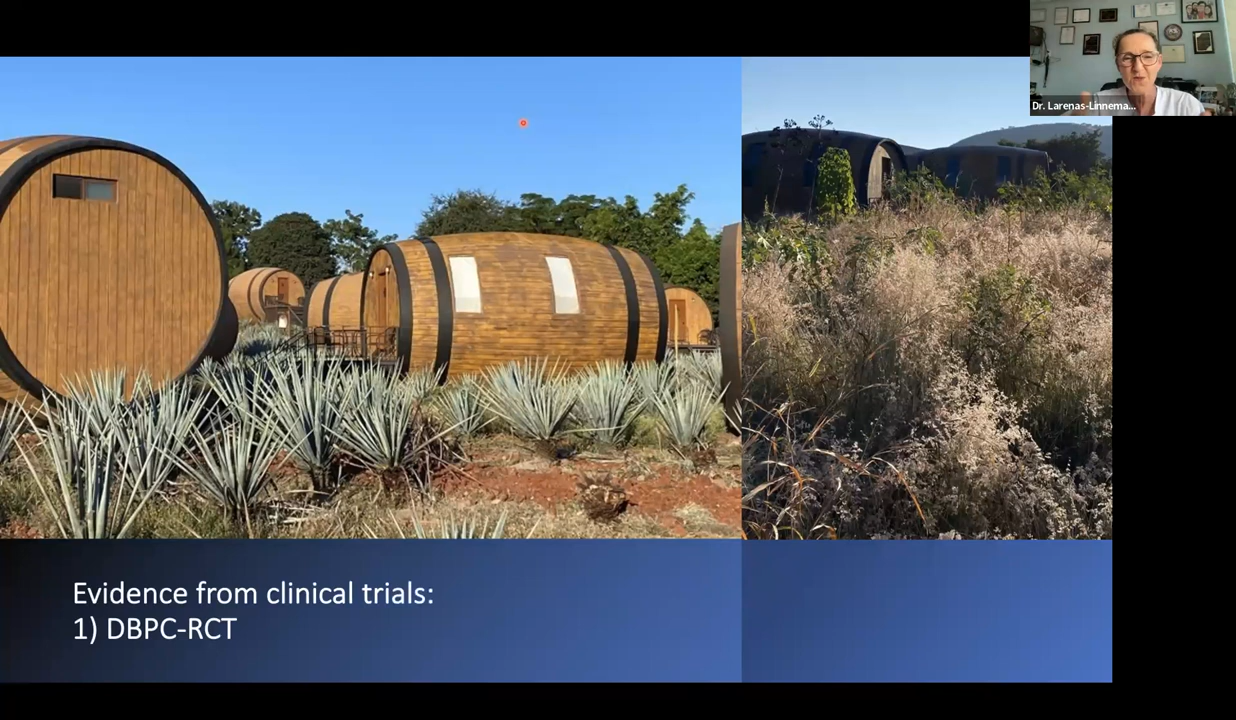 Dr. Larenas-Linnema...
Evidence from clinical trials:
1) DBPC-RCT